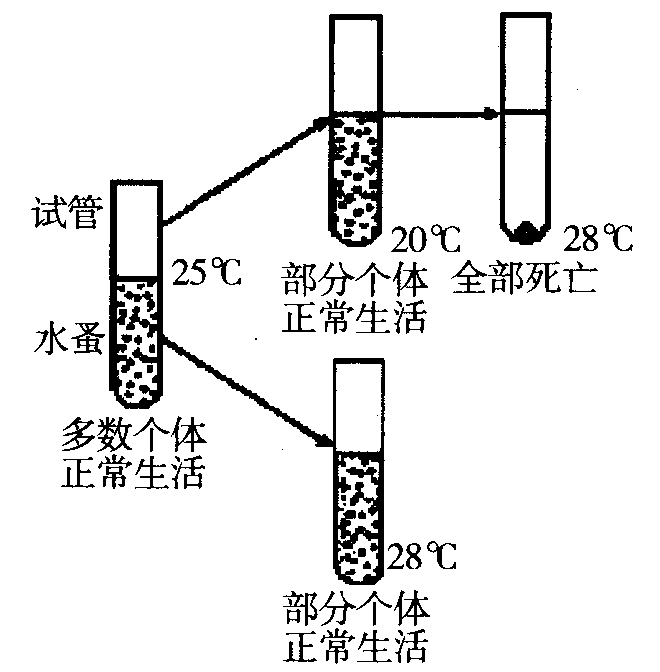 试管
25℃
水蚤
多数个体
正常生活
20℃
部分个体
正常生活
28℃
全部死亡
28℃
部分个体
正常生活